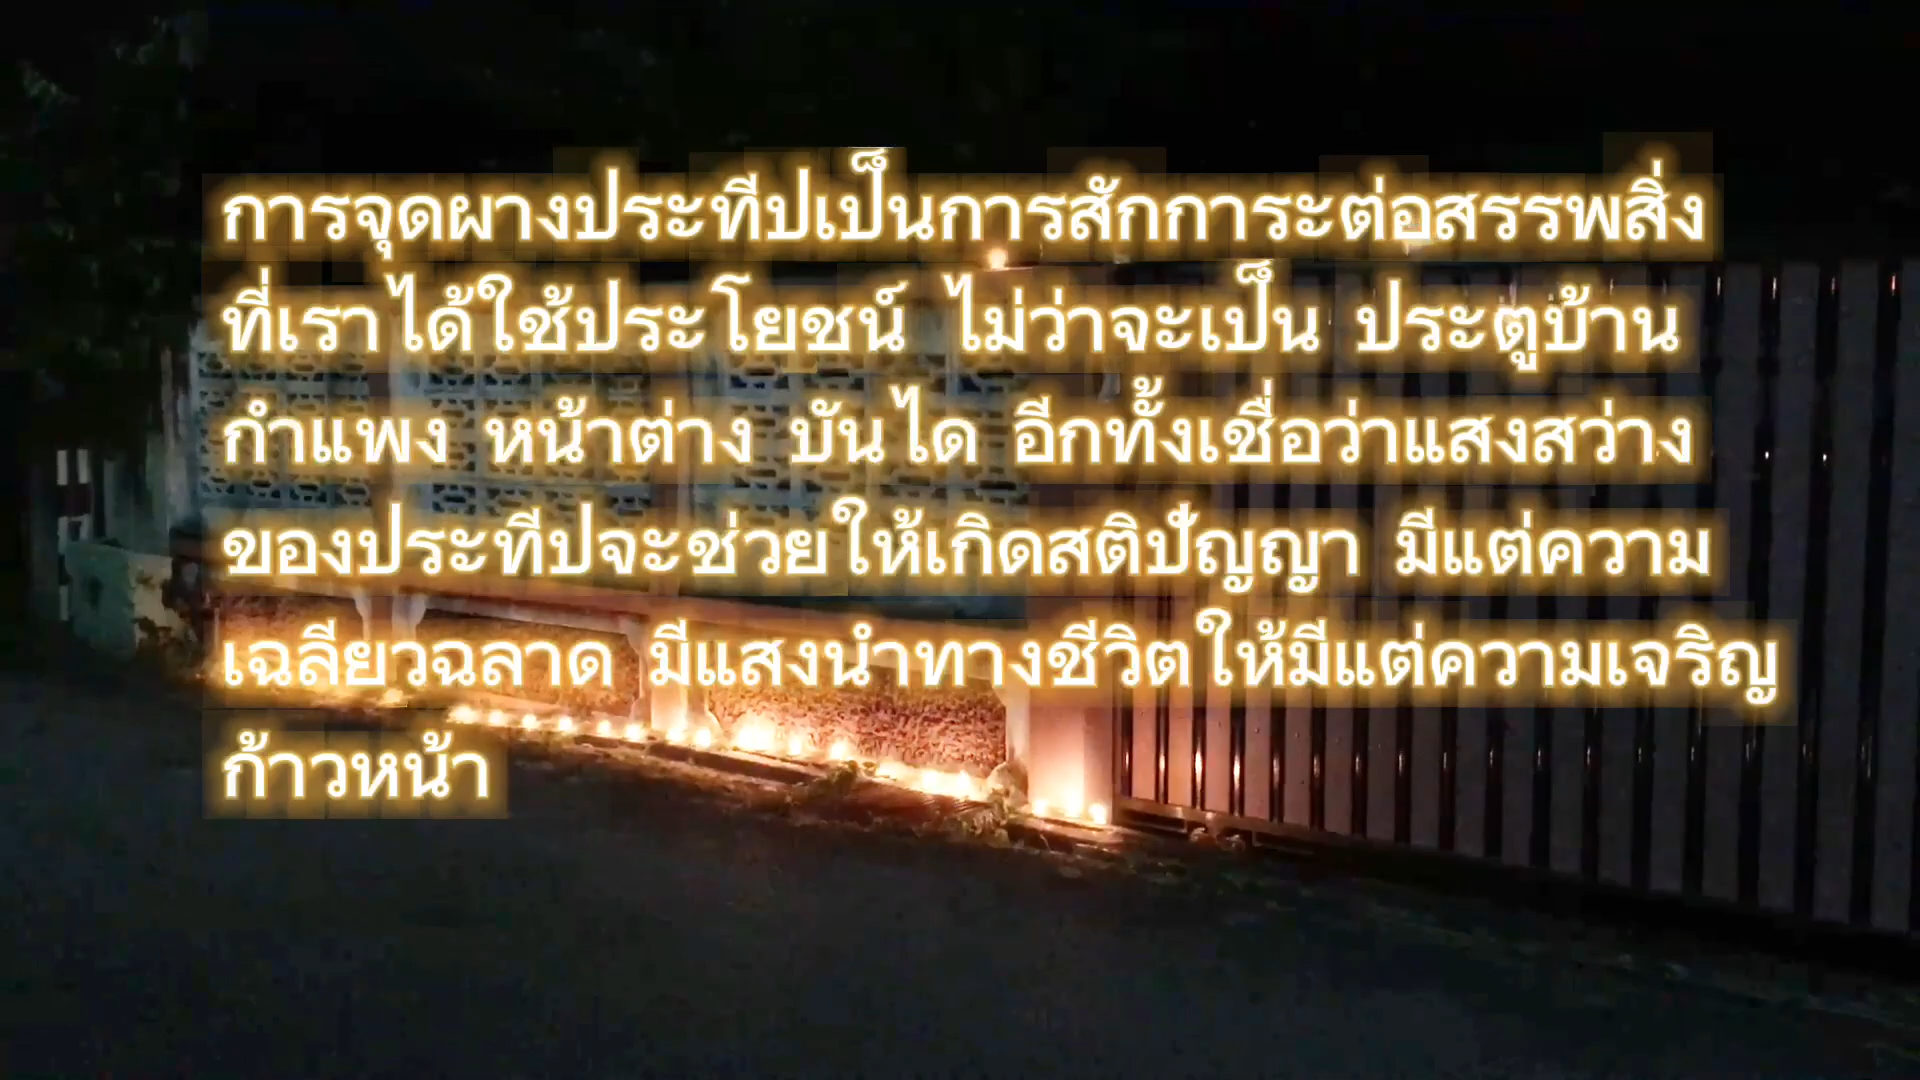 การจุดผางประทีปเป็นการสักการะต่อสรรพสิ่ง
ที่เราได้ใช้ประโยชน์ ไม่ว่าจะเป็น ประตูบ้าน
กำแพง หน้าต่าง บันได อีกทั้งเชื่อว่าแสงสว่าง
ของประทีปจะช่วยให้เกิดสติปัญญา มีแต่ความ
เฉลียวฉลาด มีแสงนำทางชีวิตให้มีแต่ความเจริญ
ก้าวหน้า